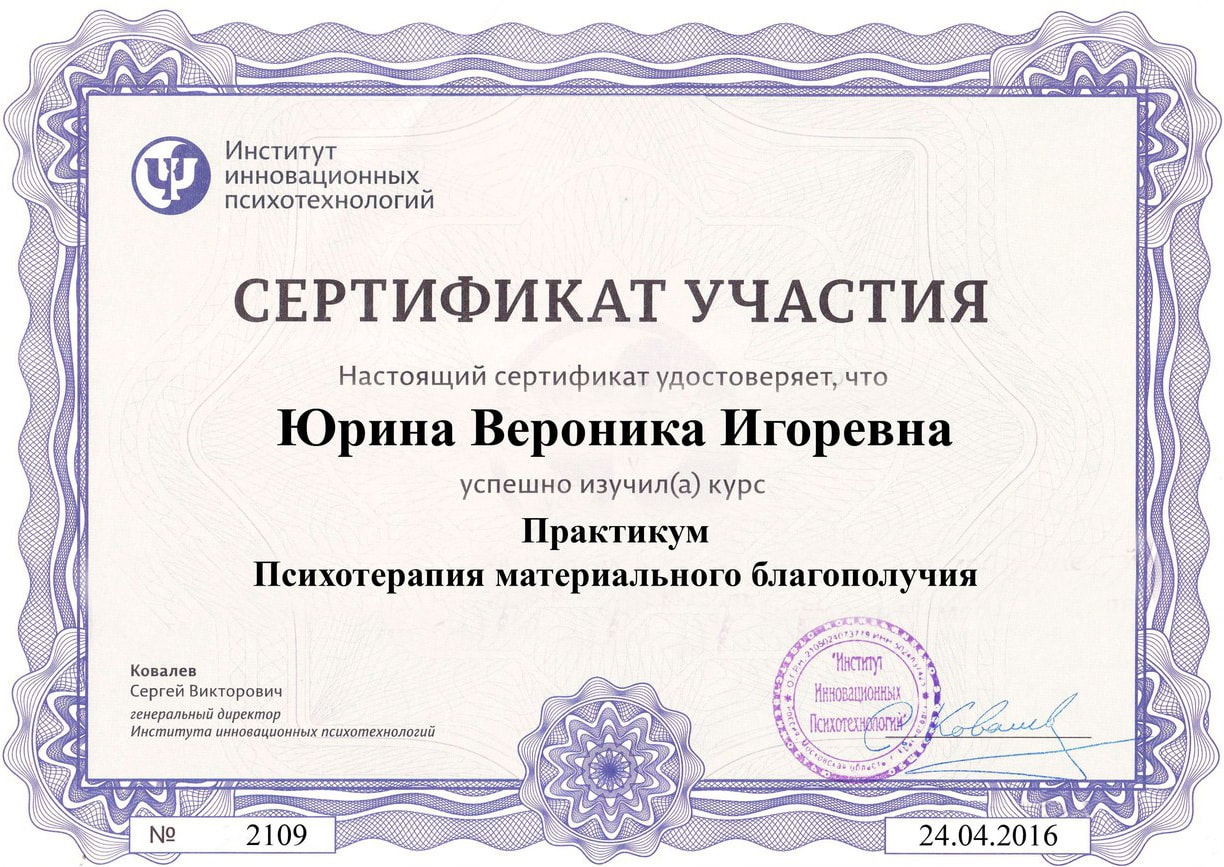 Институт
инновационных
психотехнологий
СЕРТИФИКАТ УЧАСТИЯ
Настоящий сертификат удостоверяет, что
Юрина Вероника Игоревна
успешно изучил(а) курс
Практикум
Психотерапия материального благополучия
Ковалев
Сергей Викторович
генеральный директор
Института инновационных психотехнологий
"Институт
Инновационных
Психотехнологий"
№ 2109
24.04.2016